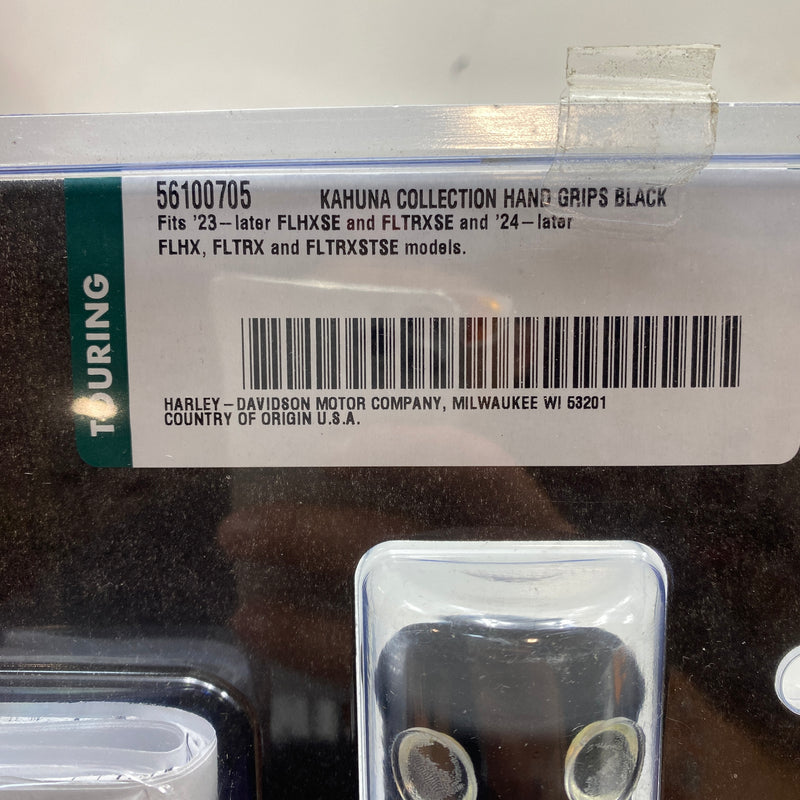 56100705 KAHUNA COLLECTION HAND GRIPS BLACK
Fits '23–later FLHXSE and FLTRXSE and '24–later
FLHX, FLTRX and FLTRXSTSE models.
TOURING
HARLEY–DAVIDSON MOTOR COMPANY, MILWAUKEE WI 53201
COUNTRY OF ORIGIN U.S.A.